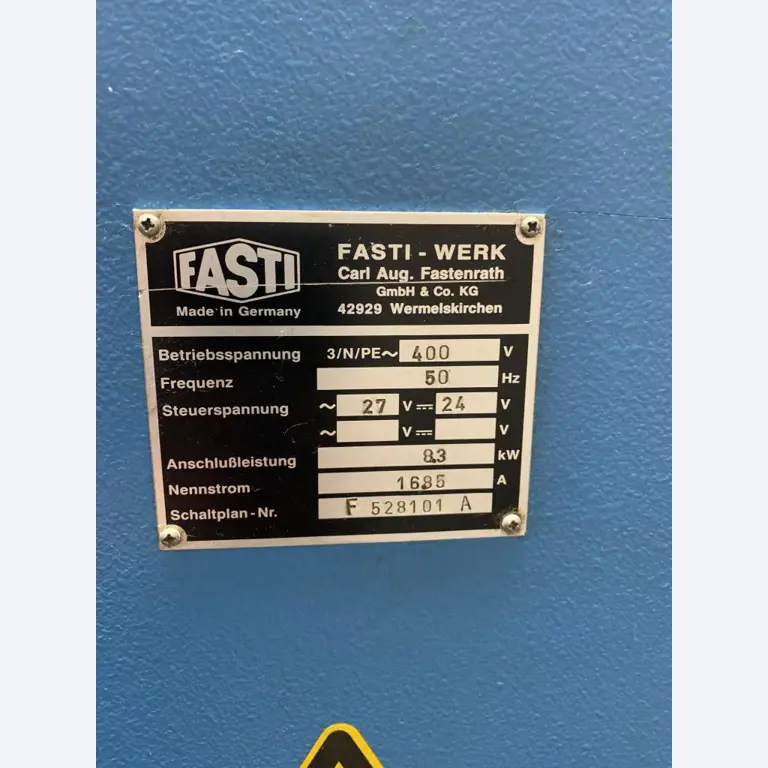 FASTI
Made in Germany
FASTI - WERK
Carl Aug. Fastenrath
GmbH & Co. KG
42929 Wermelskirchen
Betriebsspannung 3/N/PE~ 400 V
Frequenz 50 Hz
Steuerspannung ~ 27 V ⎓ 24 V
~ V ⎓ V
Anschlußleistung 8.3 kW
Nennstrom 16.85 A
Schaltplan-Nr. F 528101 A